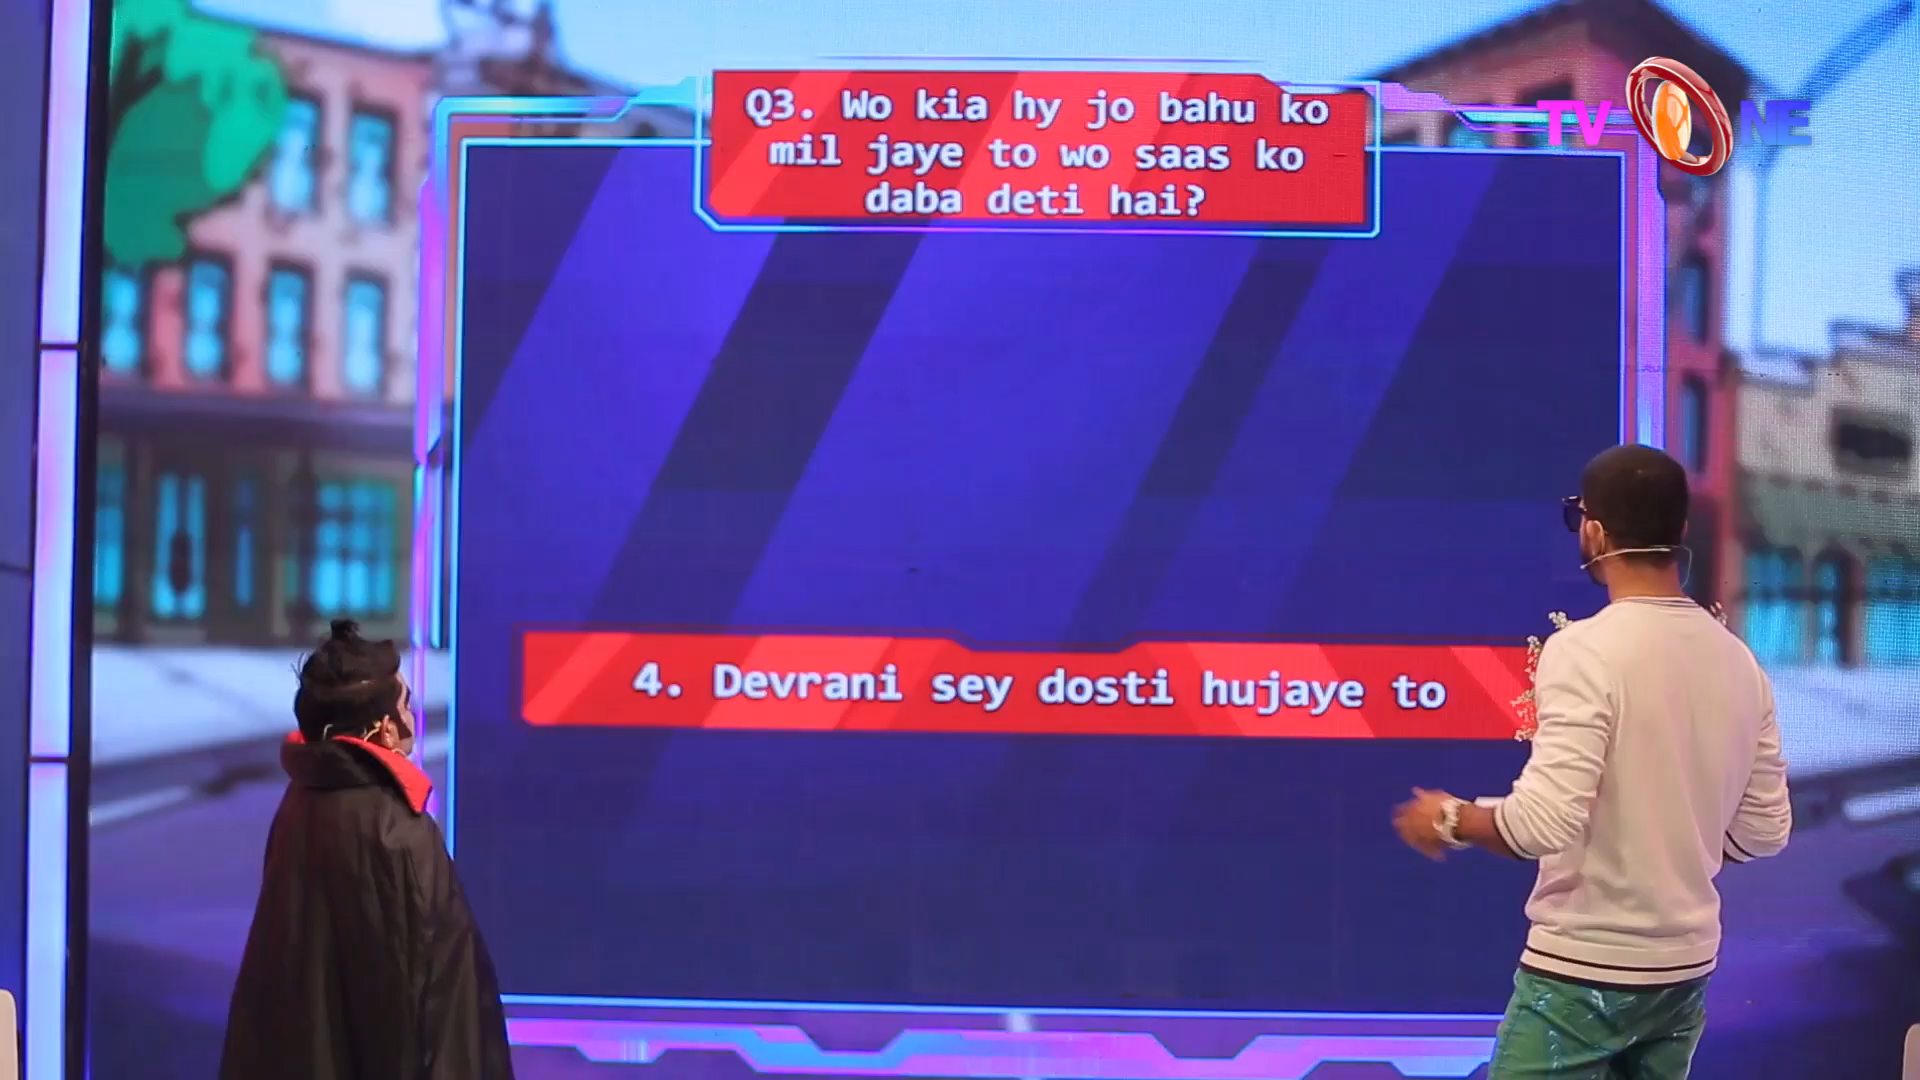 Q3. Wo kia hy jo bahu ko
mil jaye to wo saas ko
daba deti hai?
TV ONE
4. Devrani sey dosti hujaye to